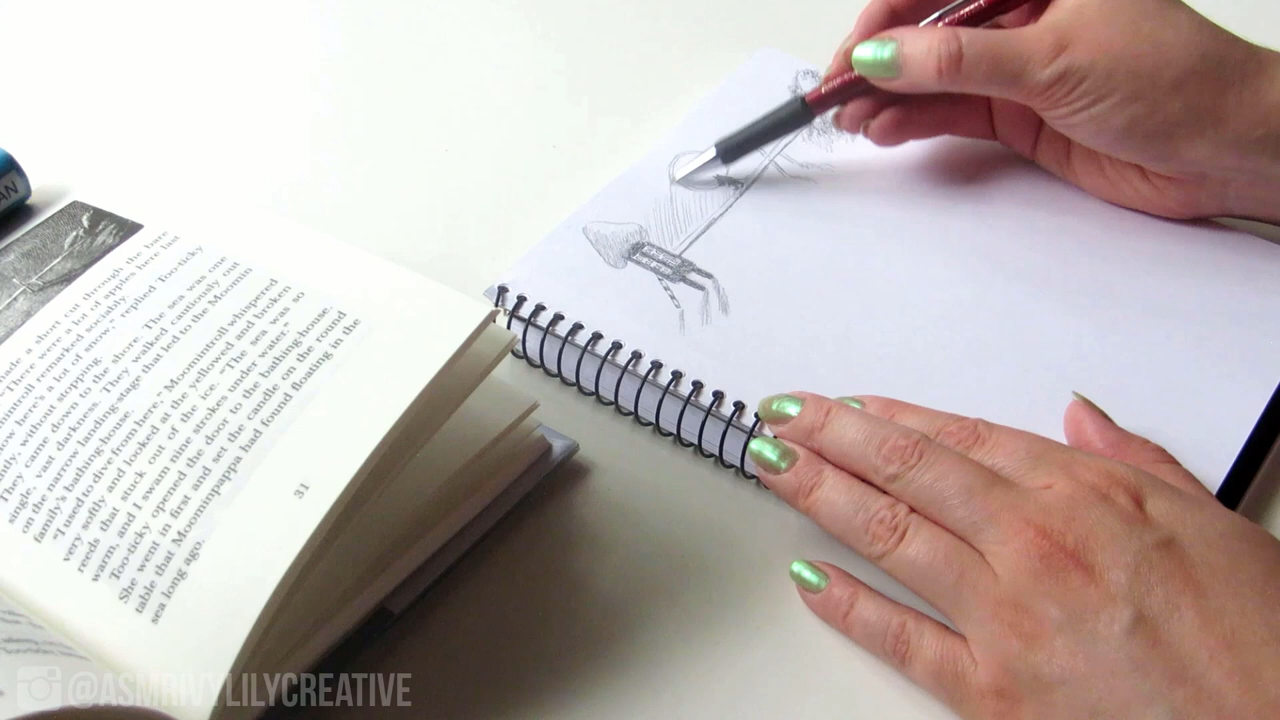 AN
made a short cut through the bare
"There were a lot of apples here last
Moomintroll remarked sociably.
now here's a lot of snow," replied Too-ticky
without stopping.
They came down to the shore. The sea was one
single, vast darkness. They walked cautiously out
on the narrow landing-stage that led to the Moomin
family's bathing-house.
"I used to dive from here," Moomintroll whispered
very softly and looked at the yellowed and broken
reeds that stuck out of the ice. "The sea was so
warm, and I swam nine strokes under water."
Too-ticky opened the door to the bathing-house.
She went in first and set the candle on the round
table that Moominpappa had found floating in the
sea long ago.
31
@ASMRIVYLILYCREATIVE